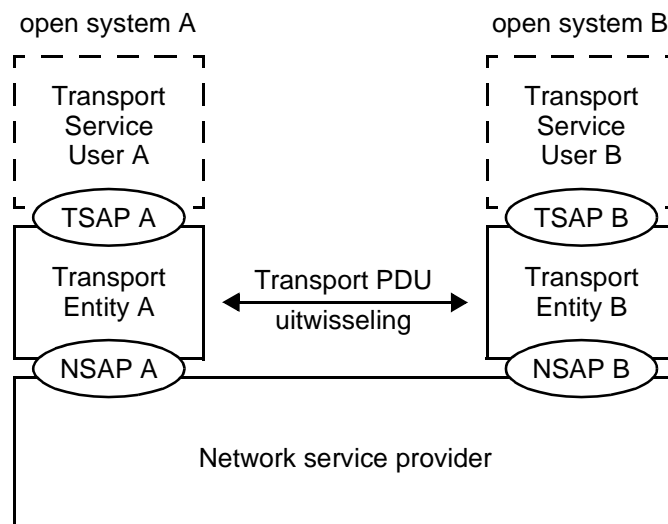 open system A
open system B
Transport
Service
User A
Transport
Service
User B
TSAP A
TSAP B
Transport
Entity A
Transport PDU
uitwisseling
Transport
Entity B
NSAP A
NSAP B
Network service provider